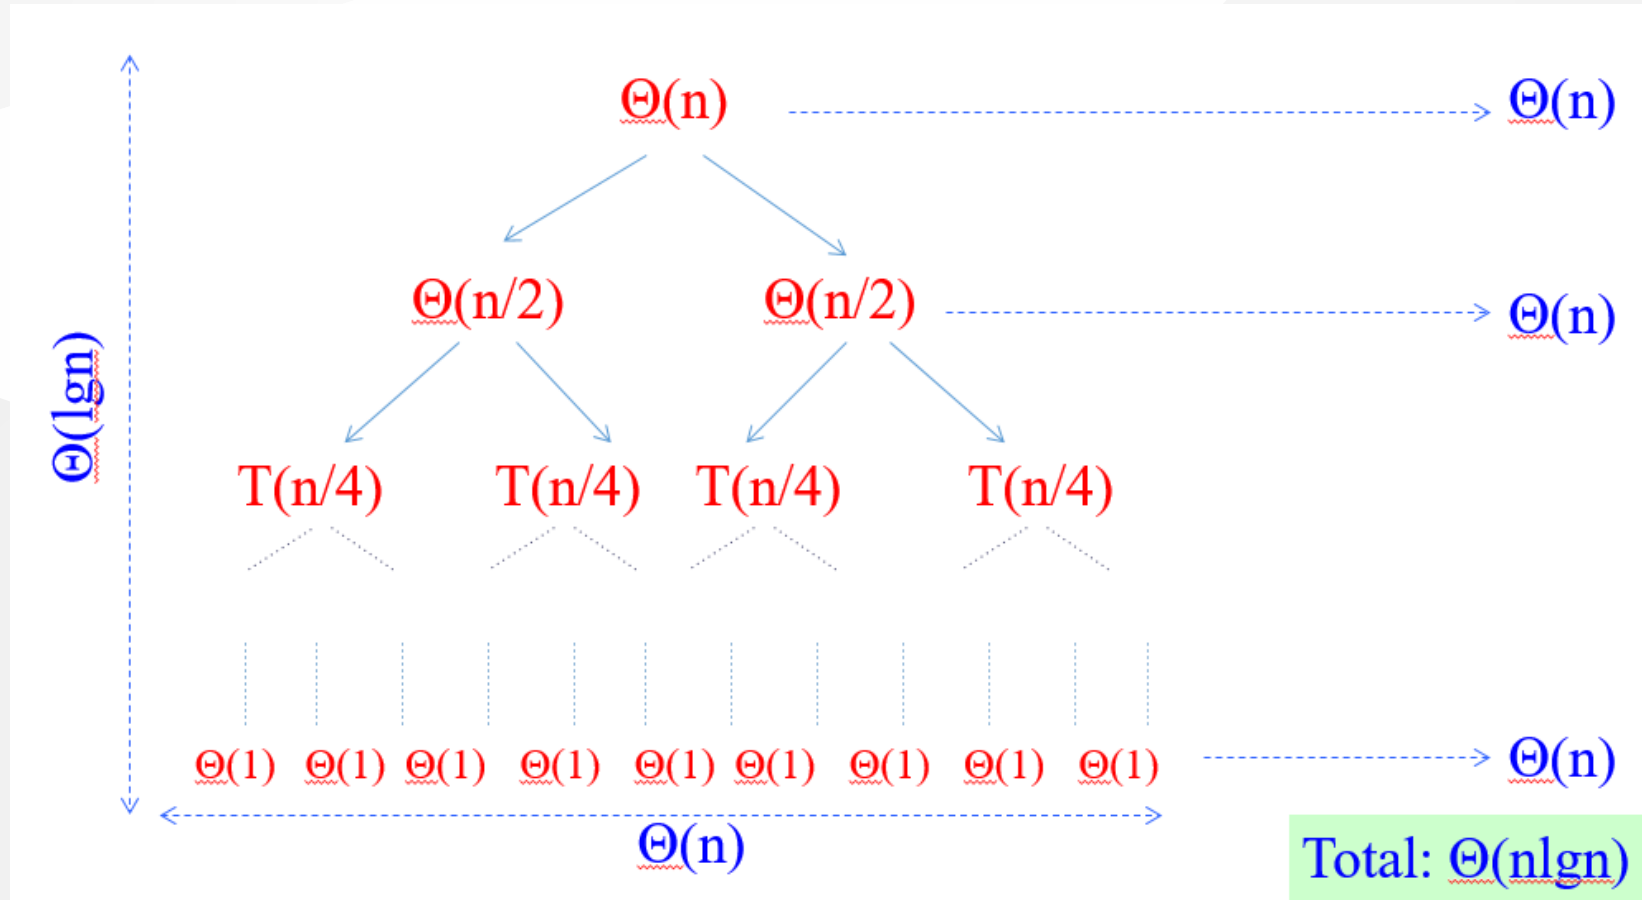 Θ(n) Θ(n)
Θ(n/2) Θ(n/2) Θ(n)
Θ(lgn)
T(n/4) T(n/4) T(n/4) T(n/4)
Θ(1) Θ(1) Θ(1) Θ(1) Θ(1) Θ(1) Θ(1) Θ(1) Θ(1) Θ(n)
Θ(n)
Total: Θ(nlgn)